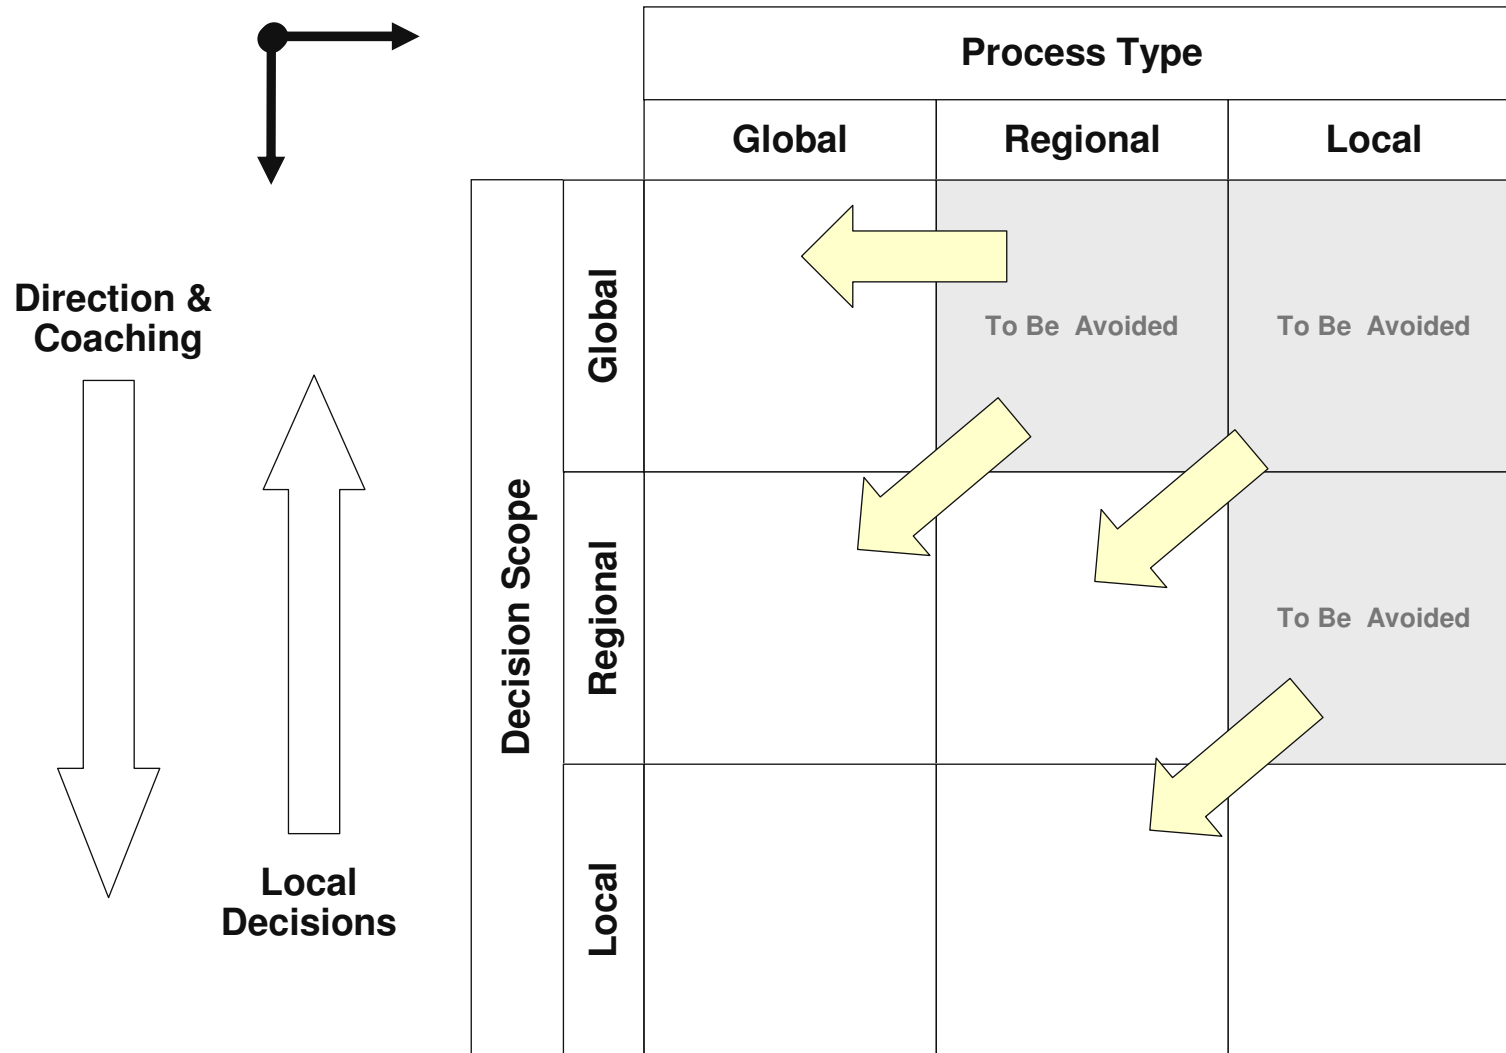 Process Type
Global
Regional
Local
Direction &
Coaching
Local
Decisions
Decision Scope
Global
To Be Avoided
To Be Avoided
Regional
To Be Avoided
Local